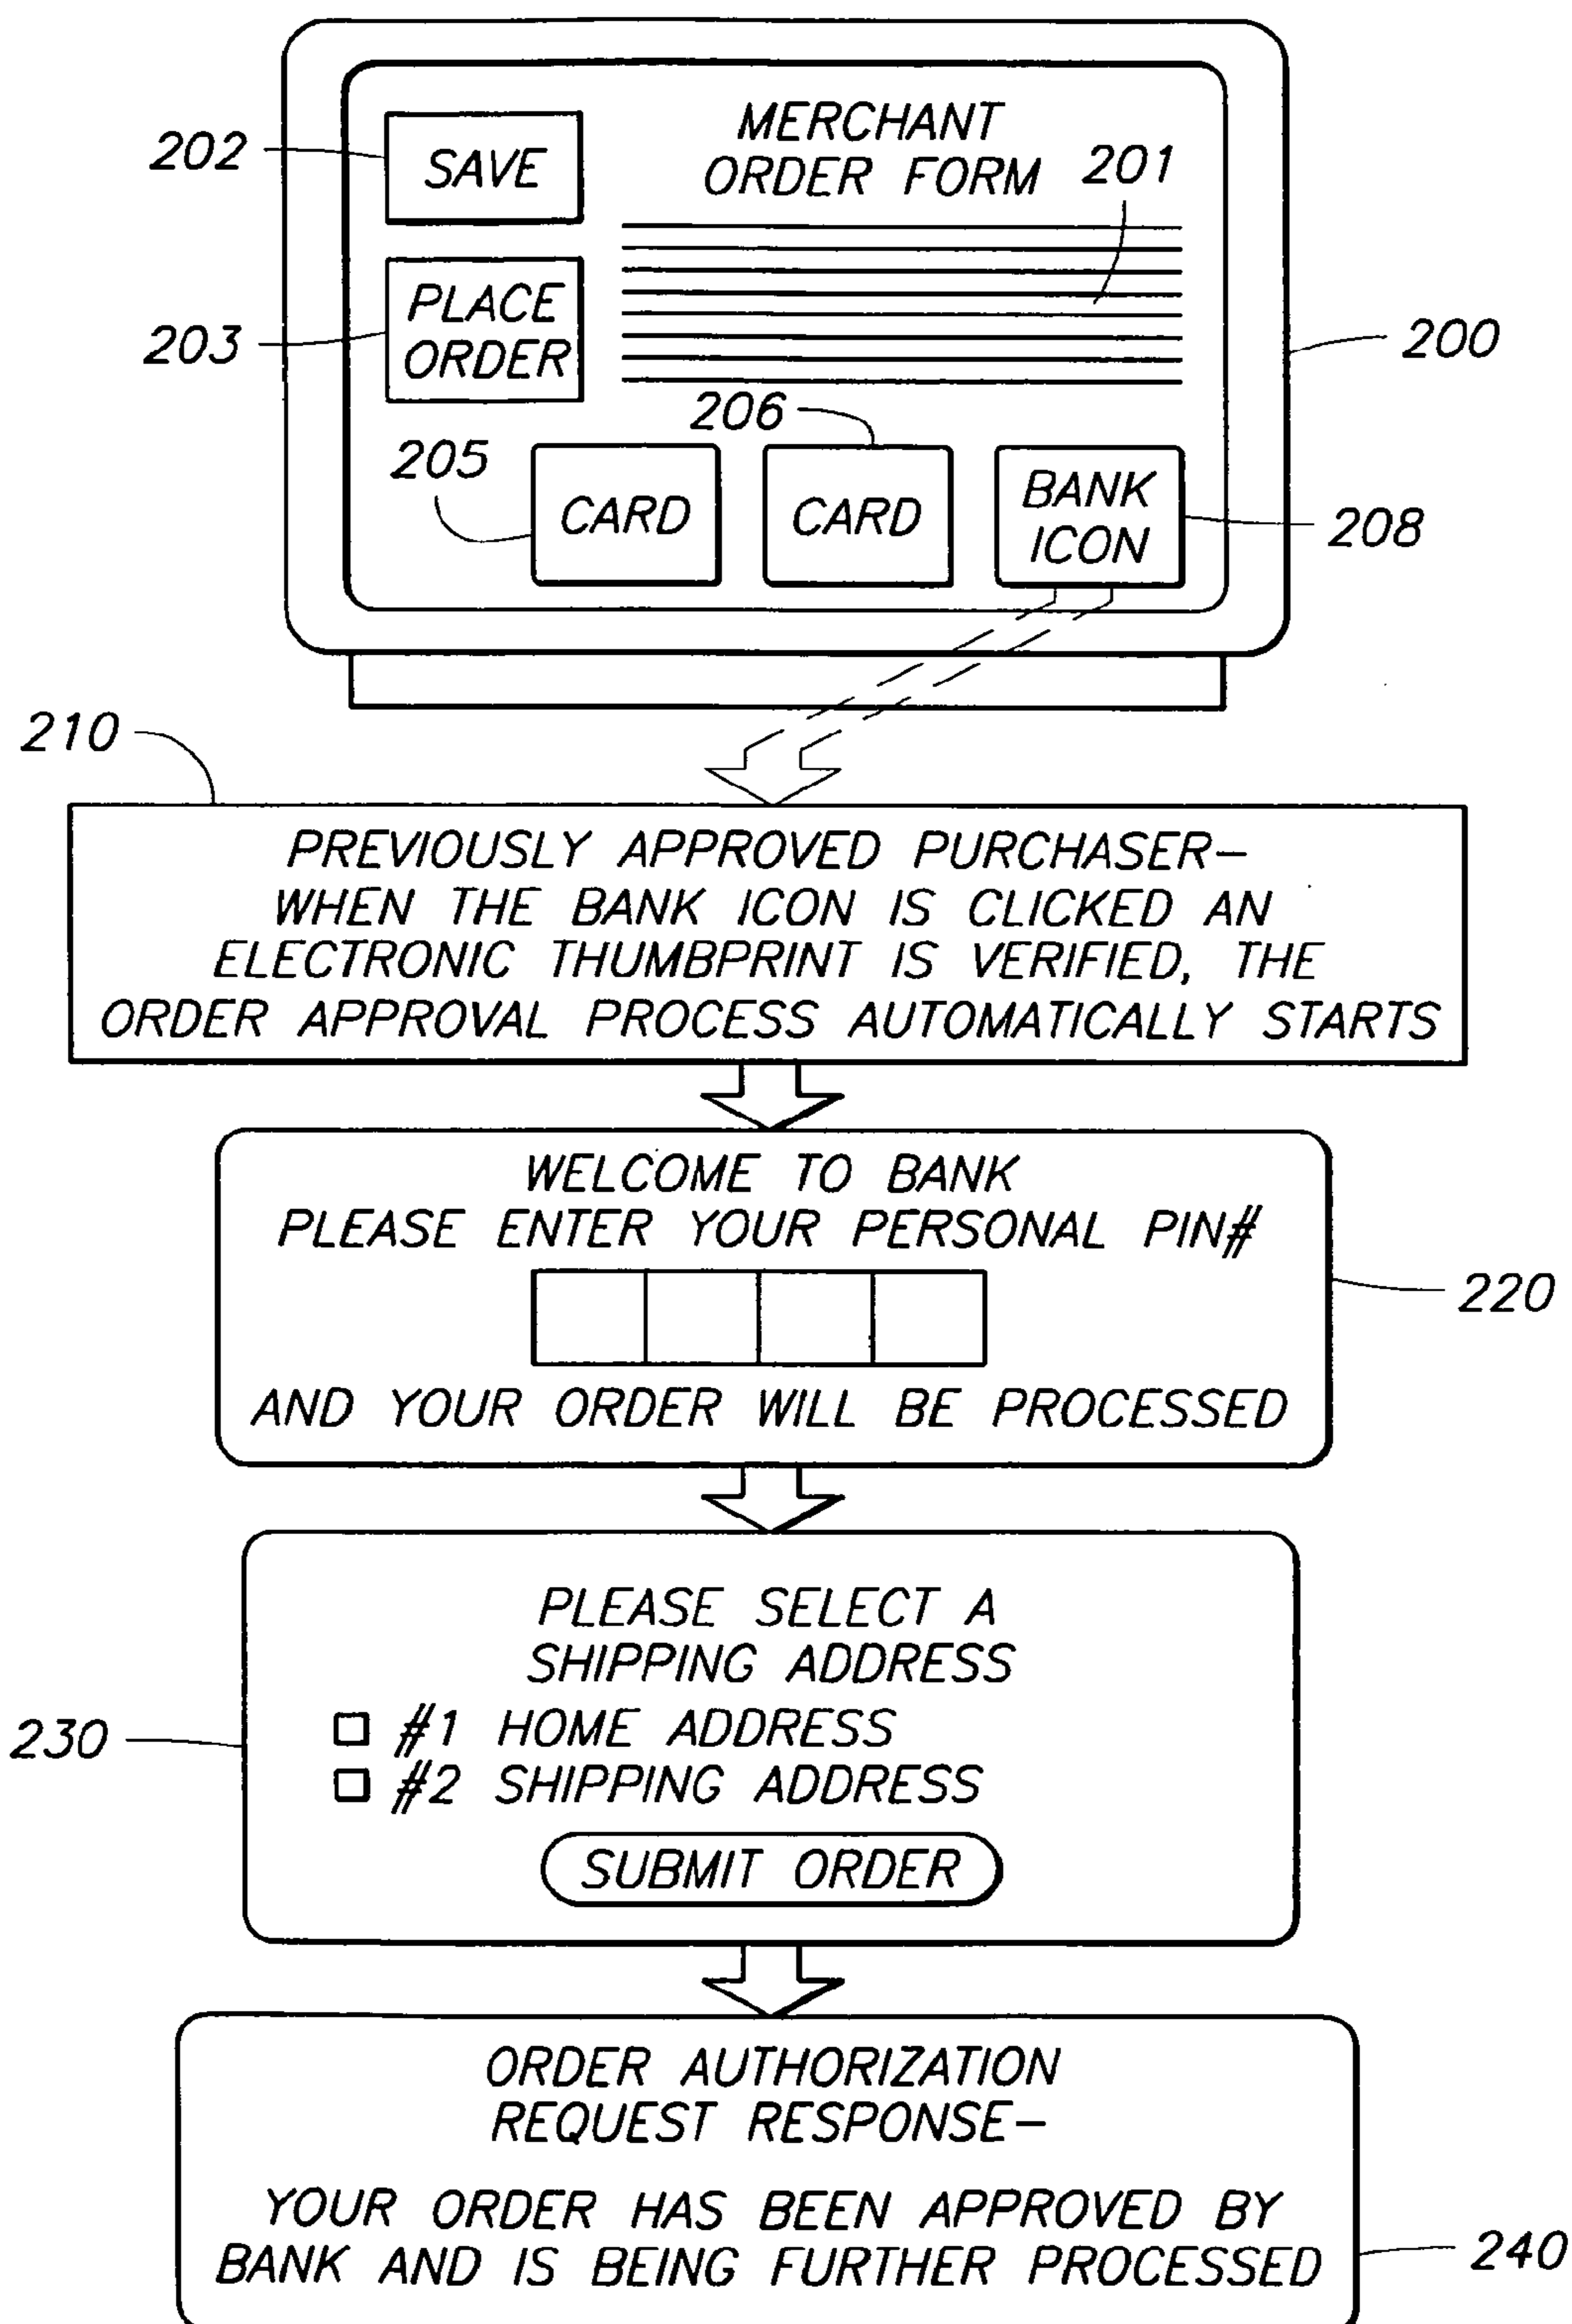 MERCHANT
ORDER FORM
201
202
SAVE
203
PLACE
ORDER
200
206
205
CARD
CARD
BANK
ICON
208
210
PREVIOUSLY APPROVED PURCHASER—
WHEN THE BANK ICON IS CLICKED AN
ELECTRONIC THUMBPRINT IS VERIFIED, THE
ORDER APPROVAL PROCESS AUTOMATICALLY STARTS
WELCOME TO BANK
PLEASE ENTER YOUR PERSONAL PIN#
220
AND YOUR ORDER WILL BE PROCESSED
PLEASE SELECT A
SHIPPING ADDRESS
230
#1 HOME ADDRESS
#2 SHIPPING ADDRESS
SUBMIT ORDER
ORDER AUTHORIZATION
REQUEST RESPONSE—
YOUR ORDER HAS BEEN APPROVED BY
BANK AND IS BEING FURTHER PROCESSED
240